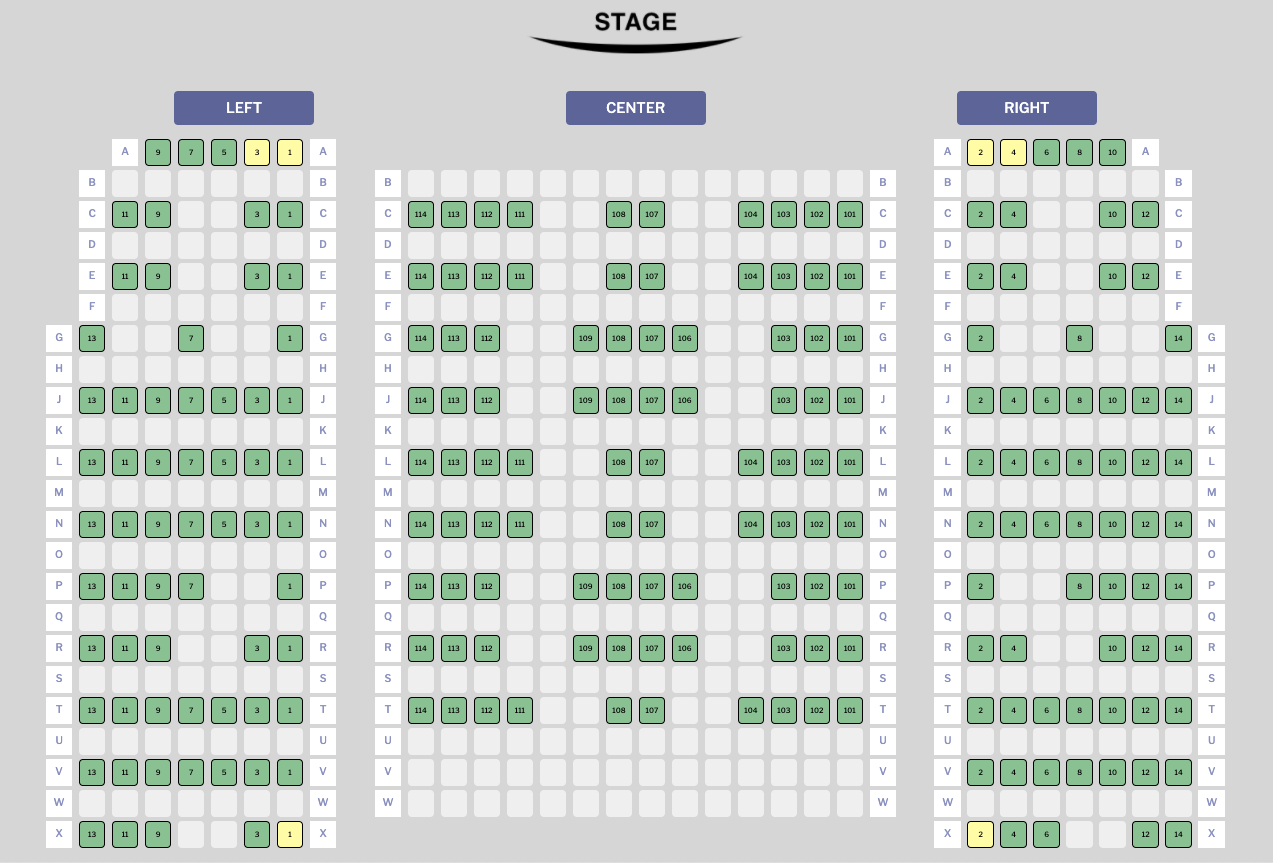 STAGE
LEFT CENTER RIGHT
A 9 7 5 3 1 A A 2 4 6 8 10 A
B B B B B B
C 11 9 3 1 C C 114 113 112 111 108 107 104 103 102 101 C C 2 4 10 12 C
D D D D D D
E 11 9 3 1 E E 114 113 112 111 108 107 104 103 102 101 E E 2 4 10 12 E
F F F F F F
G 13 7 1 G G 114 113 112 109 108 107 106 103 102 101 G G 2 8 14 G
H H H H H H
J 13 11 9 7 5 3 1 J J 114 113 112 109 108 107 106 103 102 101 J J 2 4 6 8 10 12 14 J
K K K K K K
L 13 11 9 7 5 3 1 L L 114 113 112 111 108 107 104 103 102 101 L L 2 4 6 8 10 12 14 L
M M M M M M
N 13 11 9 7 5 3 1 N N 114 113 112 111 108 107 104 103 102 101 N N 2 4 6 8 10 12 14 N
O O O O O O
P 13 11 9 7 1 P P 114 113 112 109 108 107 106 103 102 101 P P 2 8 10 12 14 P
Q Q Q Q Q Q
R 13 11 9 3 1 R R 114 113 112 109 108 107 106 103 102 101 R R 2 4 10 12 14 R
S S S S S S
T 13 11 9 7 5 3 1 T T 114 113 112 111 108 107 104 103 102 101 T T 2 4 6 8 10 12 14 T
U U U U U U
V 13 11 9 7 5 3 1 V V V V 2 4 6 8 10 12 14 V
W W W W W W
X 13 11 9 3 1 X X 2 4 6 12 14 X